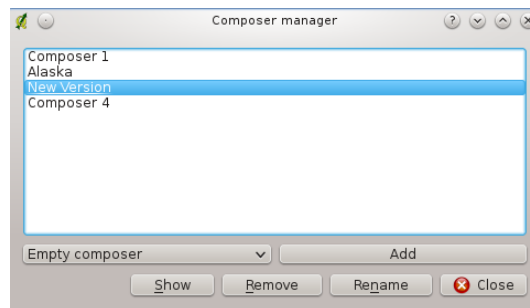 Composer manager
Composer 1
Alaska
New Version
Composer 4
Empty composer Add
Show Remove Rename Close